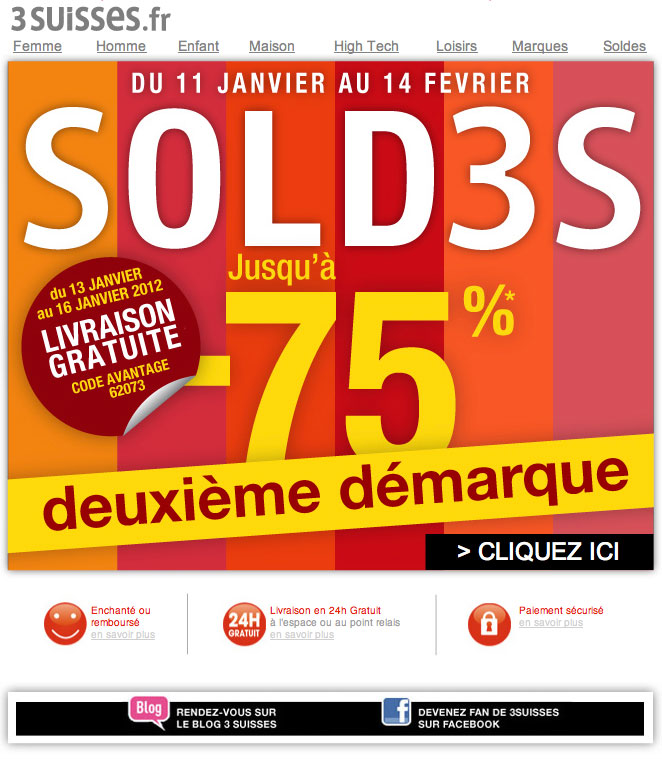 3SUISSES.fr
Femme Homme Enfant Maison High Tech Loisirs Marques Soldes
DU 11 JANVIER AU 14 FEVRIER
SOLD3S
Jusqu'à
-75%*
du 13 JANVIER
au 16 JANVIER 2012
LIVRAISON
GRATUITE
CODE AVANTAGE
62073
deuxième démarque
> CLIQUEZ ICI
Enchanté ou
remboursé
en savoir plus
24H
GRATUIT
Livraison en 24h Gratuit
à l'espace ou au point relais
en savoir plus
Paiement sécurisé
en savoir plus
Blog
RENDEZ-VOUS SUR
LE BLOG 3 SUISSES
f
DEVENEZ FAN DE 3SUISSES
SUR FACEBOOK